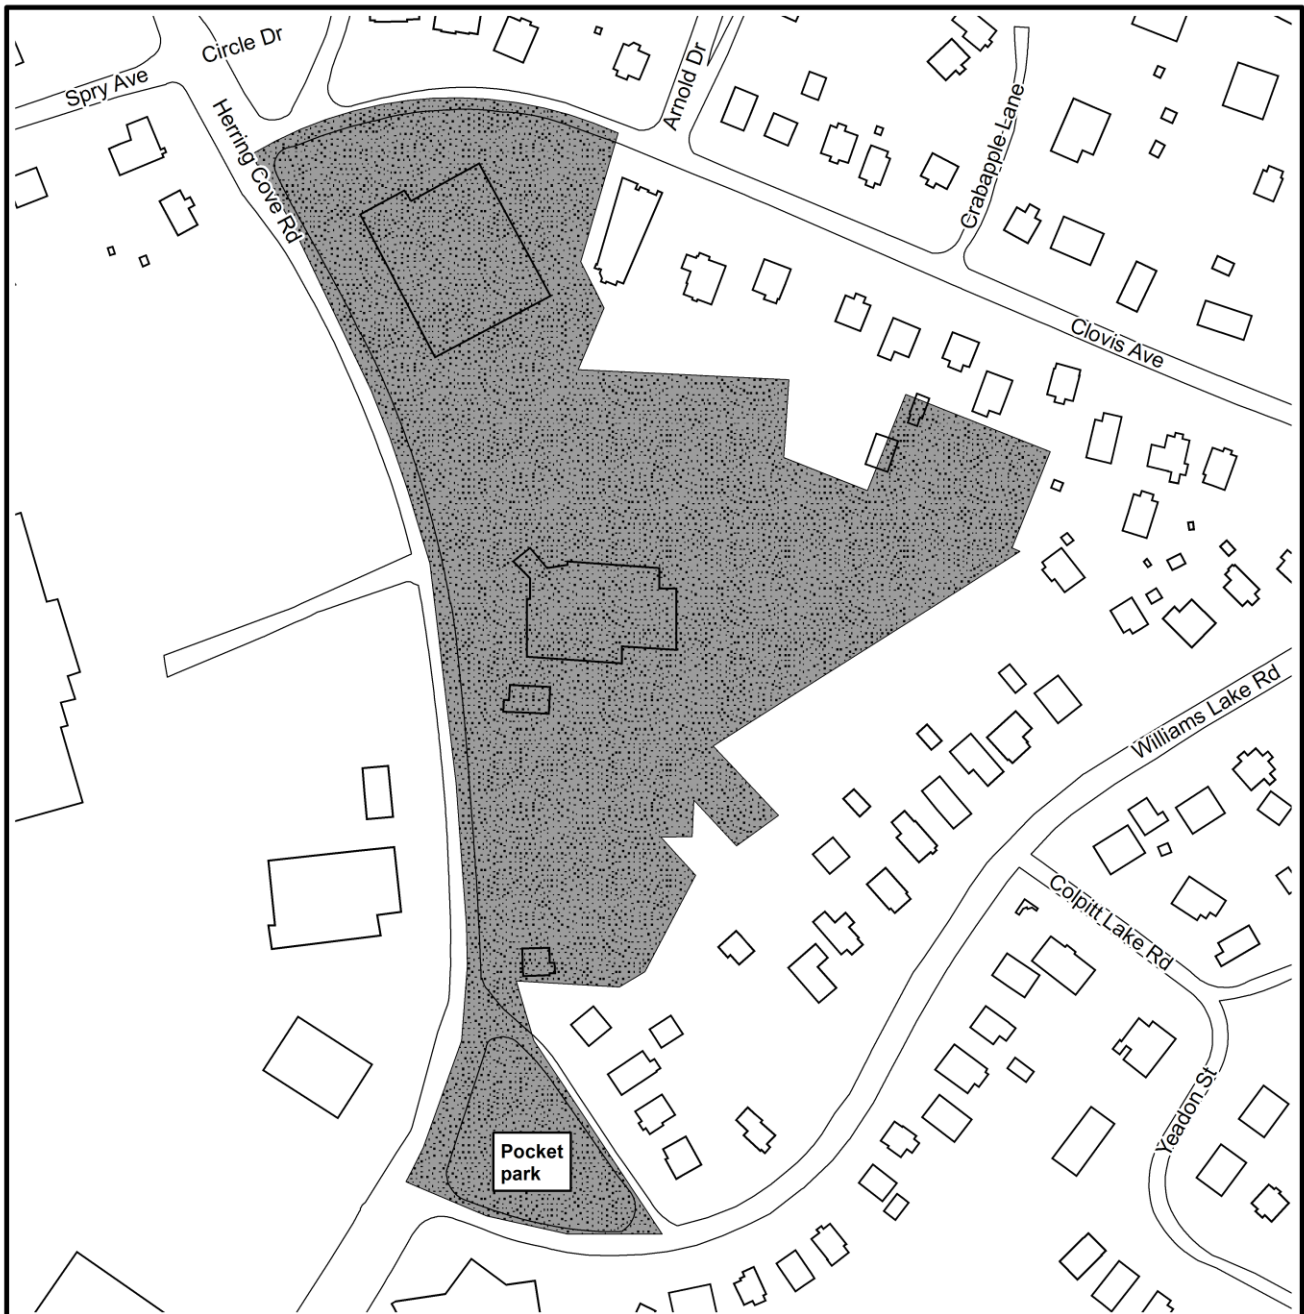 Circle Dr
Spry Ave
Arnold Dr
Herring Cove Rd
Crabapple Lane
Clovis Ave
Williams Lake Rd
Colpitt Lake Rd
Yeadon St
Pocket
park